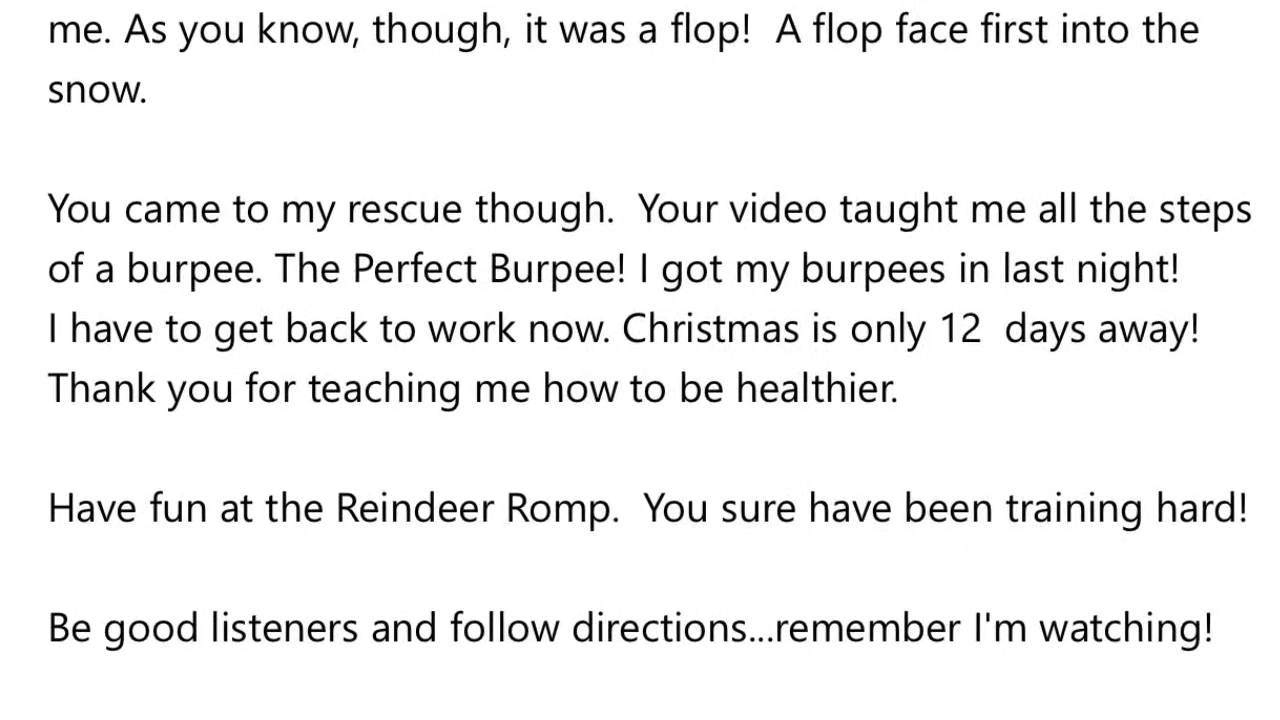 me. As you know, though, it was a flop!  A flop face first into the
snow.
You came to my rescue though.  Your video taught me all the steps
of a burpee. The Perfect Burpee! I got my burpees in last night!
I have to get back to work now. Christmas is only 12  days away!
Thank you for teaching me how to be healthier.
Have fun at the Reindeer Romp.  You sure have been training hard!
Be good listeners and follow directions...remember I'm watching!